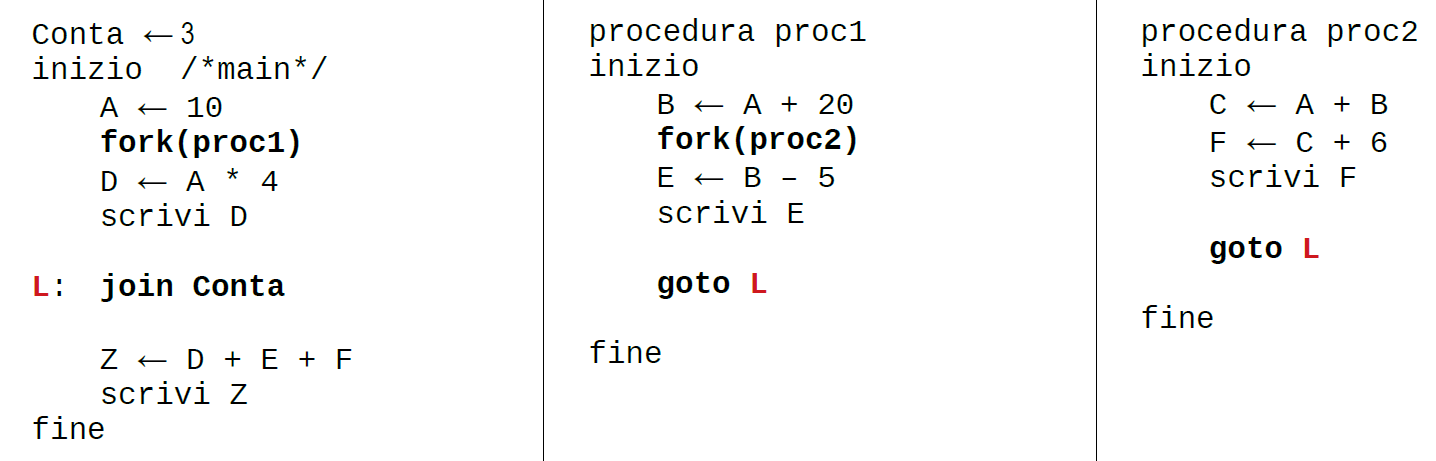 Conta ← 3
inizio /*main*/
A ← 10
fork(proc1)
D ← A * 4
scrivi D
L: join Conta
Z ← D + E + F
scrivi Z
fine
procedura proc1
inizio
B ← A + 20
fork(proc2)
E ← B – 5
scrivi E
goto L
fine
procedura proc2
inizio
C ← A + B
F ← C + 6
scrivi F
goto L
fine